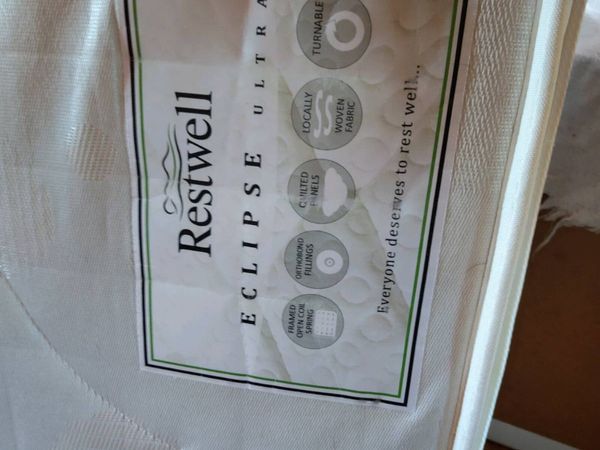 Restwell
ECLIPSE ULTRA
FRAMED
OPEN COIL
SPRING
ORTHOBOND
FILLINGS
QUILTED
PANELS
LOCALLY
WOVEN
FABRIC
TURNABLE
Everyone deserves to rest well...